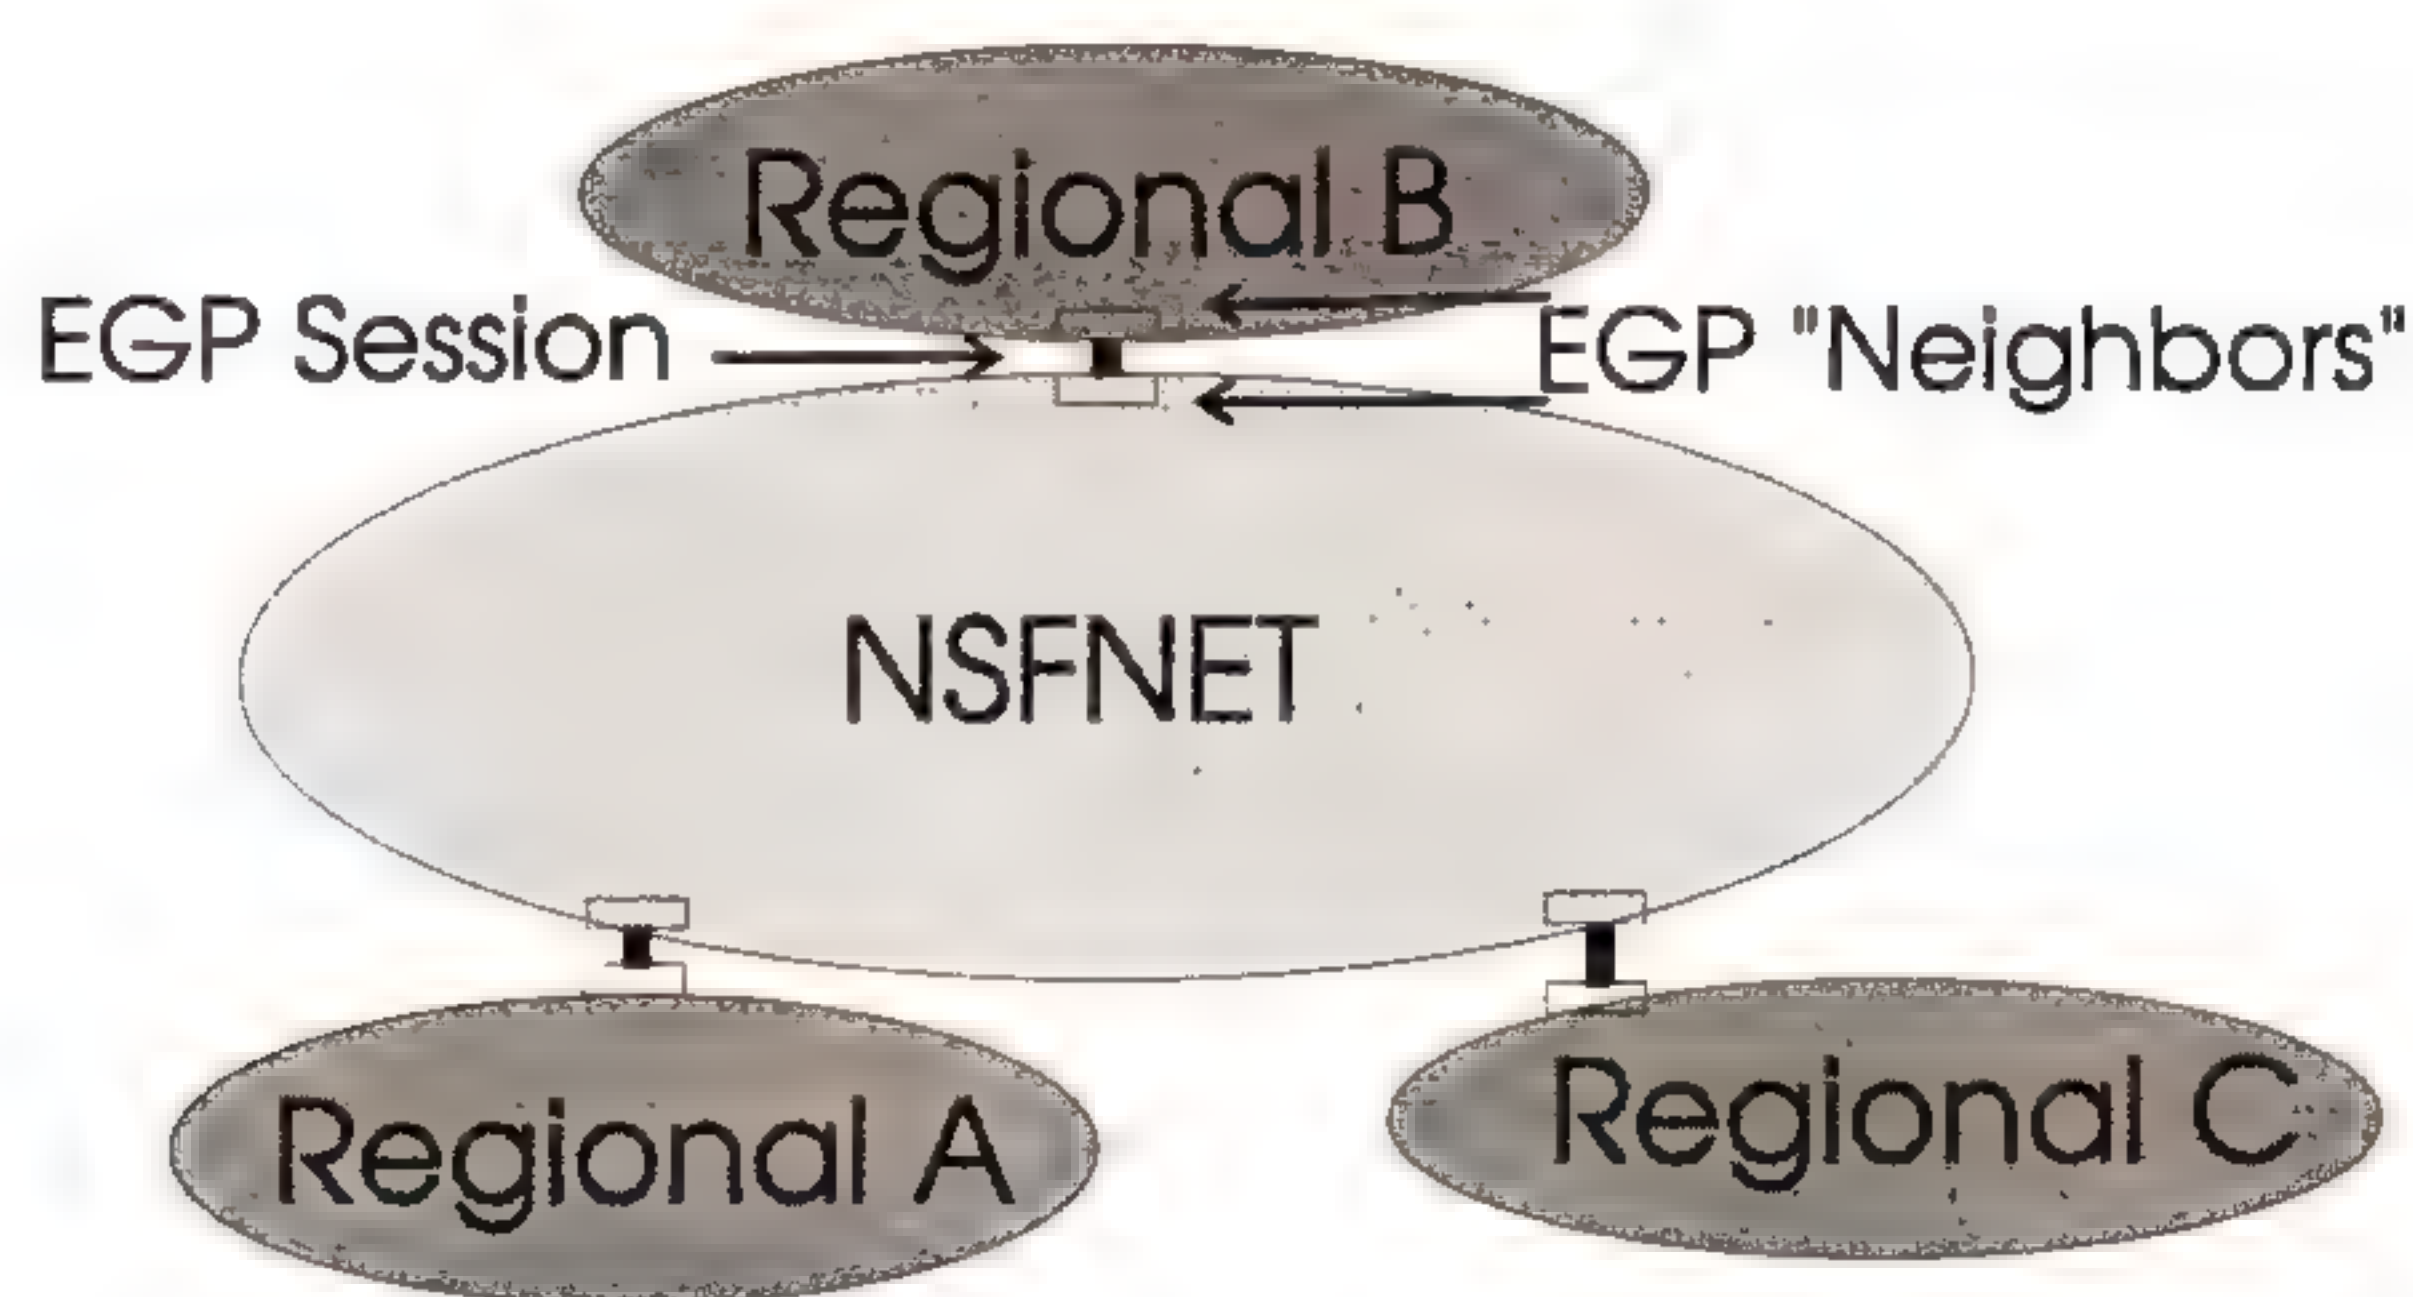 Regional B
EGP Session
EGP "Neighbors"
NSFNET
Regional A
Regional C